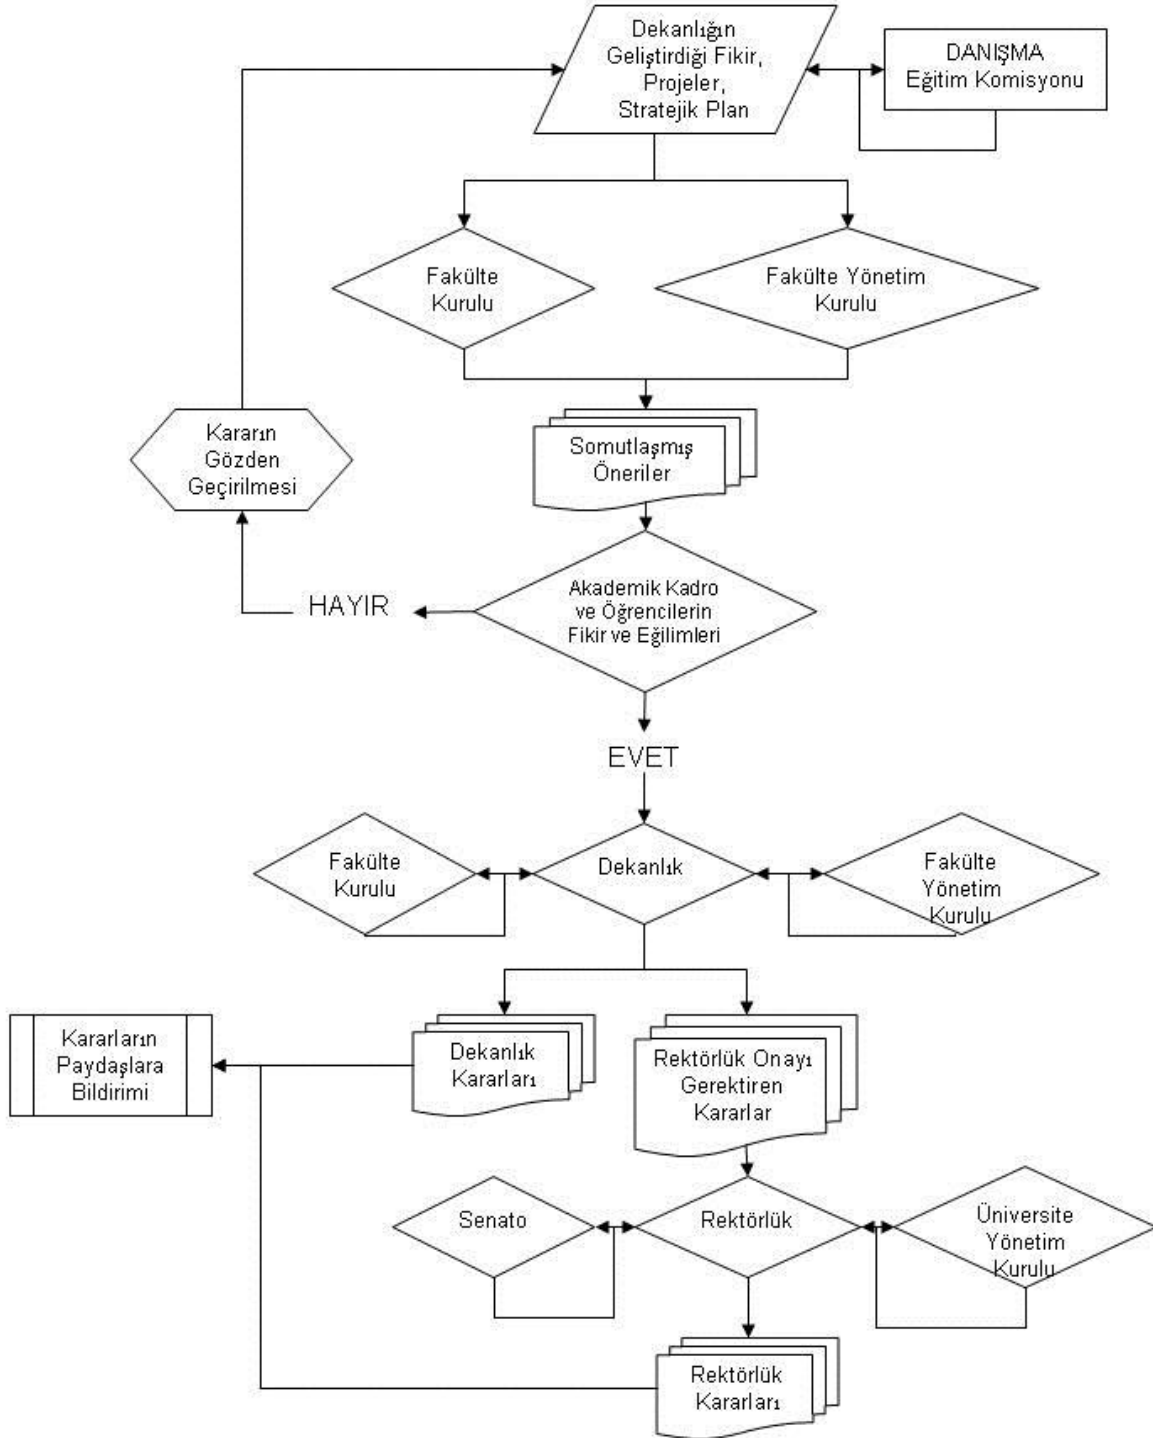 Dekanlığın
Geliştirdiği Fikir,
Projeler,
Stratejik Plan
DANIŞMA
Eğitim Komisyonu
Fakülte
Kurulu
Fakülte Yönetim
Kurulu
Kararın
Gözden
Geçirilmesi
Somutlaşmış
Öneriler
Akademik Kadro
ve Öğrencilerin
Fikir ve Eğilimleri
HAYIR
EVET
Fakülte
Kurulu
Dekanlık
Fakülte
Yönetim
Kurulu
Kararların
Paydaşlara
Bildirimi
Dekanlık
Kararları
Rektörlük Onayı
Gerektiren
Kararlar
Senato
Rektörlük
Üniversite
Yönetim
Kurulu
Rektörlük
Kararları